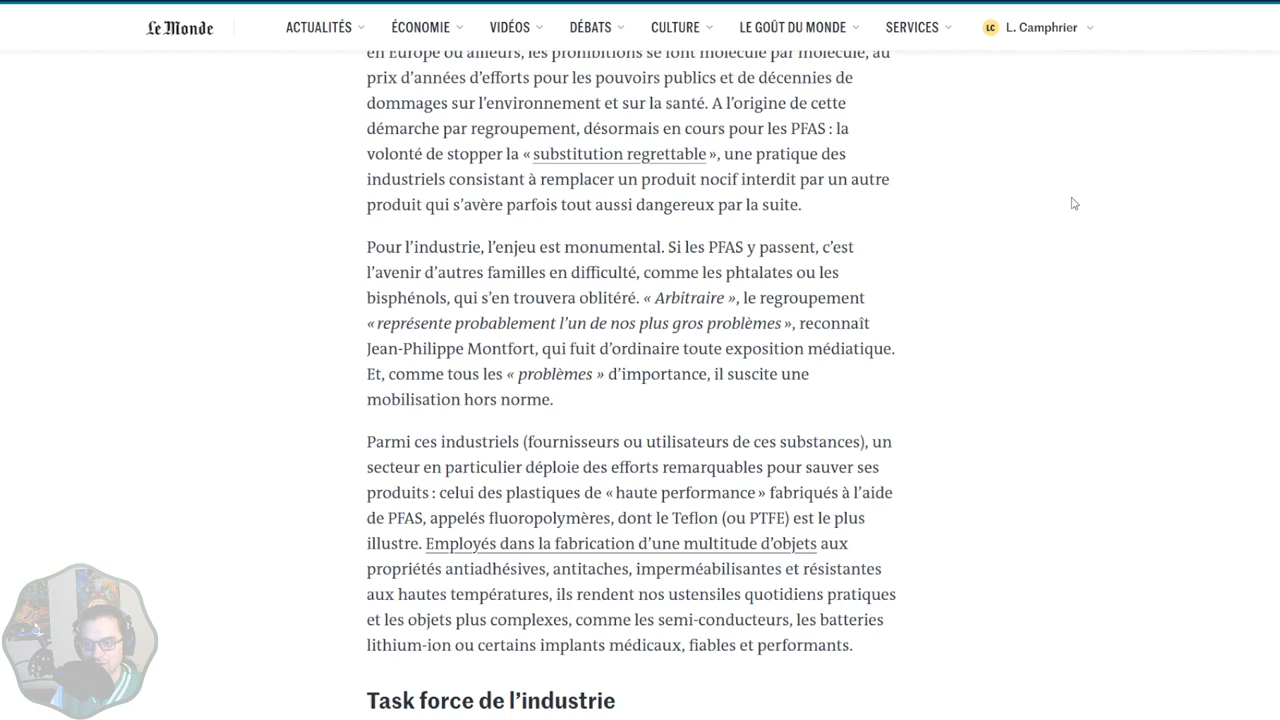 Le Monde
ACTUALITÉS
ÉCONOMIE
VIDÉOS
DÉBATS
CULTURE
LE GOÛT DU MONDE
SERVICES
LC
L. Camphrier
en Europe ou ailleurs, les prohibitions se font molécule par molécule, au
prix d’années d’efforts pour les pouvoirs publics et de décennies de
dommages sur l’environnement et sur la santé. A l’origine de cette
démarche par regroupement, désormais en cours pour les PFAS : la
volonté de stopper la « substitution regrettable », une pratique des
industriels consistant à remplacer un produit nocif interdit par un autre
produit qui s’avère parfois tout aussi dangereux par la suite.
Pour l’industrie, l’enjeu est monumental. Si les PFAS y passent, c’est
l’avenir d’autres familles en difficulté, comme les phtalates ou les
bisphénols, qui s’en trouvera oblitéré. « Arbitraire », le regroupement
« représente probablement l’un de nos plus gros problèmes », reconnaît
Jean-Philippe Montfort, qui fuit d’ordinaire toute exposition médiatique.
Et, comme tous les « problèmes » d’importance, il suscite une
mobilisation hors norme.
Parmi ces industriels (fournisseurs ou utilisateurs de ces substances), un
secteur en particulier déploie des efforts remarquables pour sauver ses
produits : celui des plastiques de « haute performance » fabriqués à l’aide
de PFAS, appelés fluoropolymères, dont le Teflon (ou PTFE) est le plus
illustre. Employés dans la fabrication d’une multitude d’objets aux
propriétés antiadhésives, antitaches, imperméabilisantes et résistantes
aux hautes températures, ils rendent nos ustensiles quotidiens pratiques
et les objets plus complexes, comme les semi-conducteurs, les batteries
lithium-ion ou certains implants médicaux, fiables et performants.
Task force de l’industrie